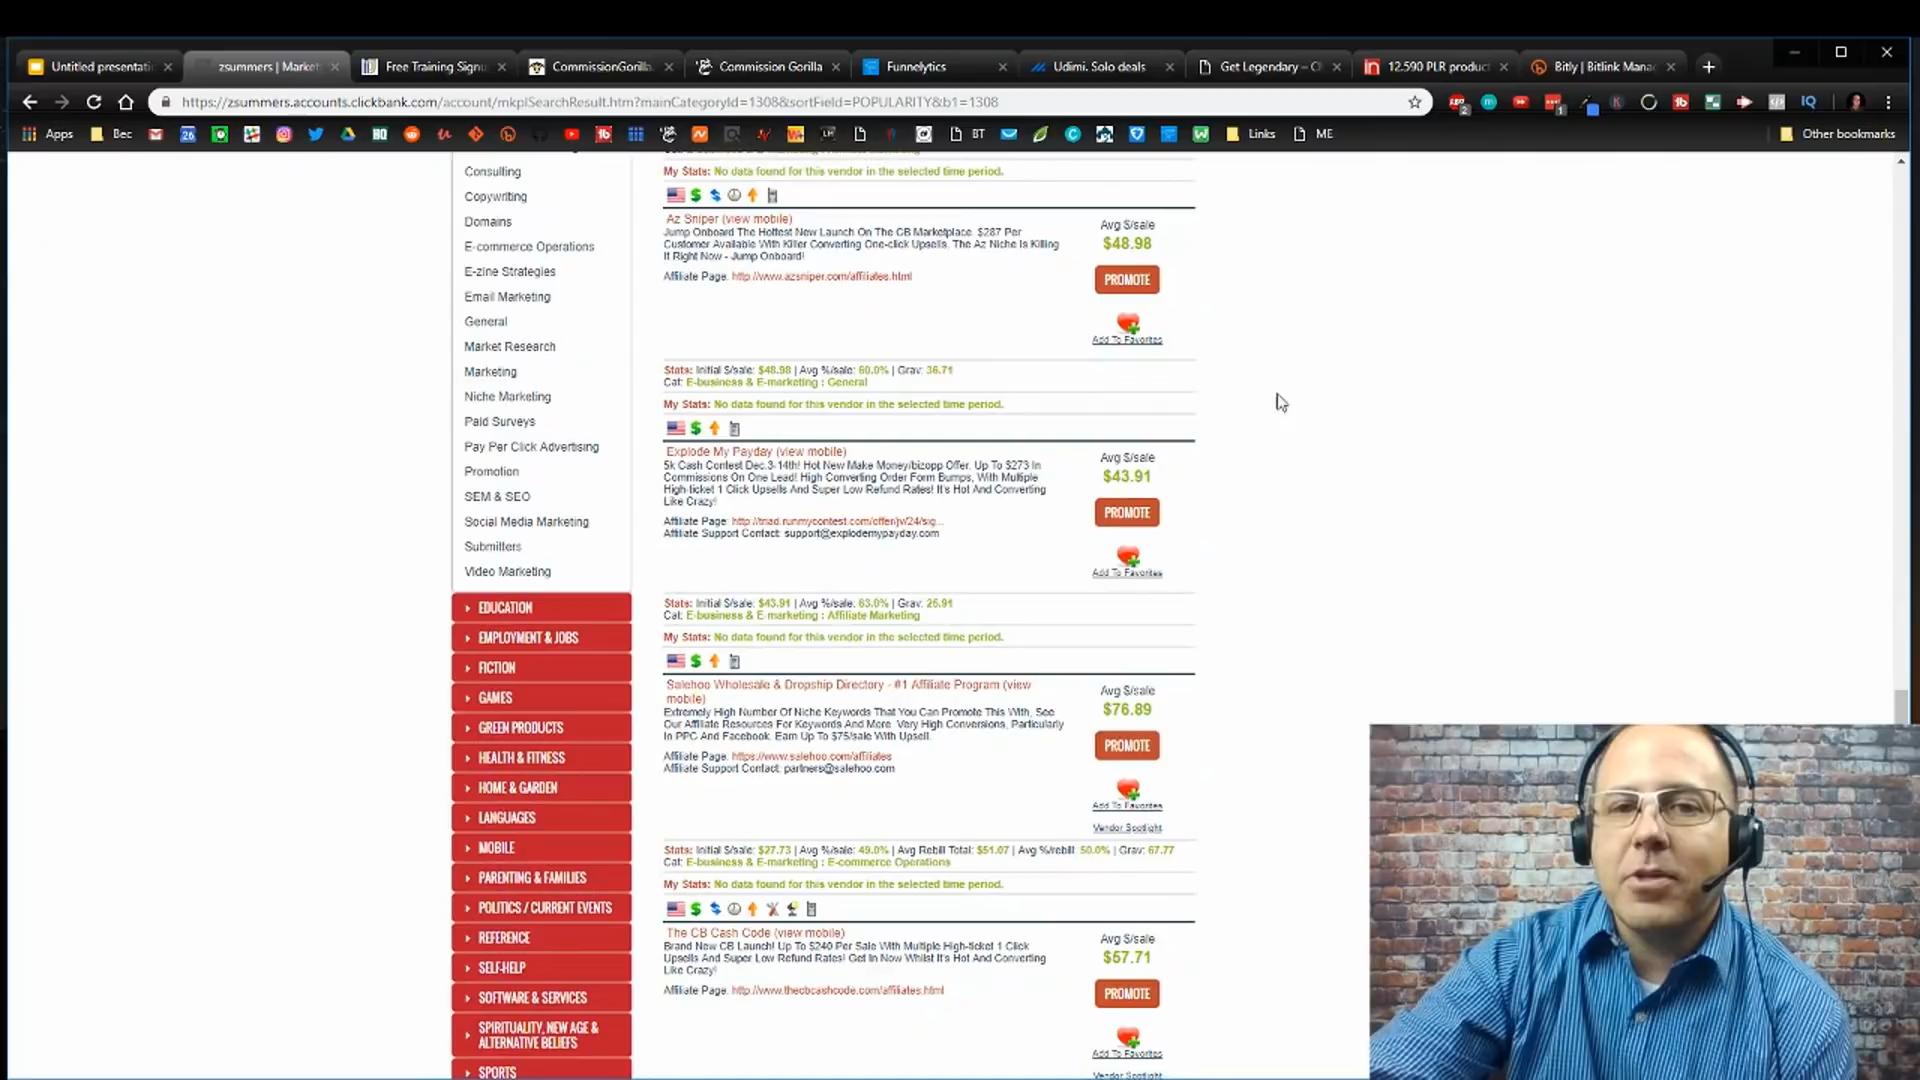 Untitled presentati
zsummers | Market
Free Training Signu
CommissionGorilla
Commission Gorilla
Funnelytics
Udimi. Solo deals
Get Legendary – Cl
12.590 PLR product
Bitly | Bitlink Mana
https://zsummers.accounts.clickbank.com/account/mkplSearchResult.htm?mainCategoryId=1308&sortField=POPULARITY&b1=1308
Apps
Bec
BT
Links
ME
Other bookmarks
Consulting
Copywriting
Domains
E-commerce Operations
E-zine Strategies
Email Marketing
General
Market Research
Marketing
Niche Marketing
Paid Surveys
Pay Per Click Advertising
Promotion
SEM & SEO
Social Media Marketing
Submitters
Video Marketing
EDUCATION
EMPLOYMENT & JOBS
FICTION
GAMES
GREEN PRODUCTS
HEALTH & FITNESS
HOME & GARDEN
LANGUAGES
MOBILE
PARENTING & FAMILIES
POLITICS / CURRENT EVENTS
REFERENCE
SELF-HELP
SOFTWARE & SERVICES
SPIRITUALITY, NEW AGE &
ALTERNATIVE BELIEFS
SPORTS
My Stats: No data found for this vendor in the selected time period.
Az Sniper (view mobile)
Jump Onboard The Hottest New Launch On The CB Marketplace. $287 Per
Customer Available With Killer Converting One-click Upsells. The Az Niche Is Killing
It Right Now - Jump Onboard!
Affiliate Page: http://www.azsniper.com/affiliates.html
Avg $/sale
$48.98
PROMOTE
Add To Favorites
Stats: Initial $/sale: $48.98 | Avg %/sale: 60.0% | Grav: 36.71
Cat: E-business & E-marketing : General
My Stats: No data found for this vendor in the selected time period.
Explode My Payday (view mobile)
5k Cash Contest Dec.3-14th! Hot New Make Money/bizopp Offer. Up To $273 In
Commissions On One Lead! High Converting Order Form Bumps, With Multiple
High-ticket 1 Click Upsells And Super Low Refund Rates! It's Hot And Converting
Like Crazy!
Affiliate Page: http://triad.runmycontest.com/offer/jv/24/sig...
Affiliate Support Contact: support@explodemypayday.com
Avg $/sale
$43.91
PROMOTE
Add To Favorites
Stats: Initial $/sale: $43.91 | Avg %/sale: 63.0% | Grav: 25.91
Cat: E-business & E-marketing : Affiliate Marketing
My Stats: No data found for this vendor in the selected time period.
Salehoo Wholesale & Dropship Directory - #1 Affiliate Program (view
mobile)
Extremely High Number Of Niche Keywords That You Can Promote This With, See
Our Affiliate Resources For Keywords And More. Very High Conversions, Particularly
In PPC And Facebook. Earn Up To $75/sale With Upsell.
Affiliate Page: https://www.salehoo.com/affiliates
Affiliate Support Contact: partners@salehoo.com
Avg $/sale
$76.89
PROMOTE
Add To Favorites
Vendor Spotlight
Stats: Initial $/sale: $27.73 | Avg %/sale: 49.0% | Avg Rebill Total: $51.07 | Avg %/rebill: 50.0% | Grav: 67.77
Cat: E-business & E-marketing : E-commerce Operations
My Stats: No data found for this vendor in the selected time period.
The CB Cash Code (view mobile)
Brand New CB Launch! Up To $240 Per Sale With Multiple High-ticket 1 Click
Upsells And Super Low Refund Rates! Get In Now Whilst It's Hot And Converting
Like Crazy!
Affiliate Page: http://www.thecbcashcode.com/affiliates.html
Avg $/sale
$57.71
PROMOTE
Add To Favorites
Vendor Spotlight